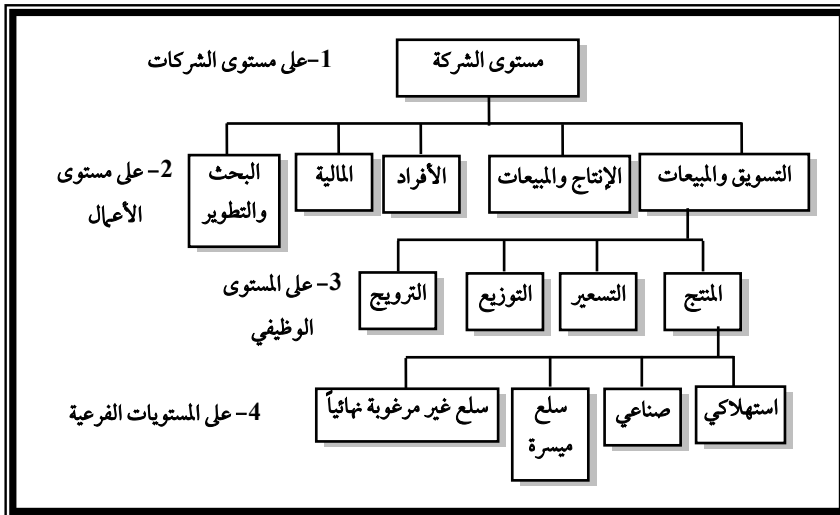 مستوى الشركة
1- على مستوى الشركات
التسويق والمبيعات
الإنتاج والمبيعات
الأفراد
المالية
البحث
والتطوير
2- على مستوى
الأعمال
المنتج
التسعير
التوزيع
الترويج
3- على المستوى
الوظيفي
استهلاكي
صناعي
سلع
ميسرة
سلع غير مرغوبة نهائياً
4- على المستويات الفرعية